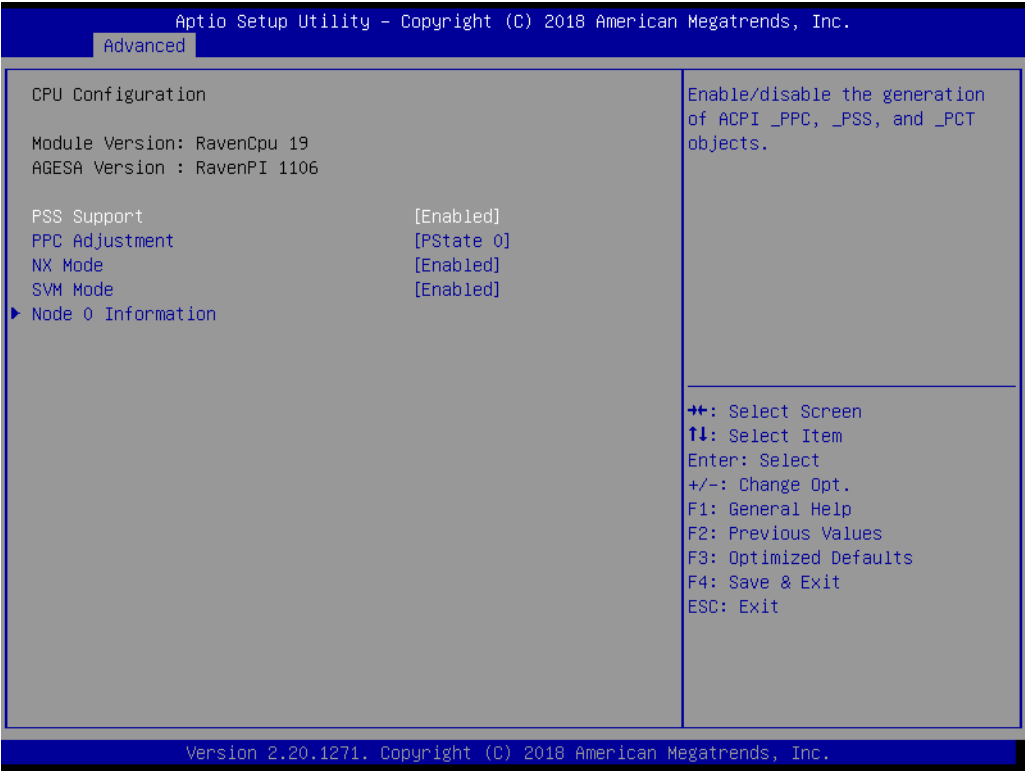 Aptio Setup Utility – Copyright (C) 2018 American Megatrends, Inc.
Advanced
CPU Configuration
Module Version: RavenCpu 19
AGESA Version : RavenPI 1106
PSS Support [Enabled]
PPC Adjustment [PState 0]
NX Mode [Enabled]
SVM Mode [Enabled]
Node 0 Information
Enable/disable the generation
of ACPI _PPC, _PSS, and _PCT
objects.
→←: Select Screen
↑↓: Select Item
Enter: Select
+/-: Change Opt.
F1: General Help
F2: Previous Values
F3: Optimized Defaults
F4: Save & Exit
ESC: Exit
Version 2.20.1271. Copyright (C) 2018 American Megatrends, Inc.